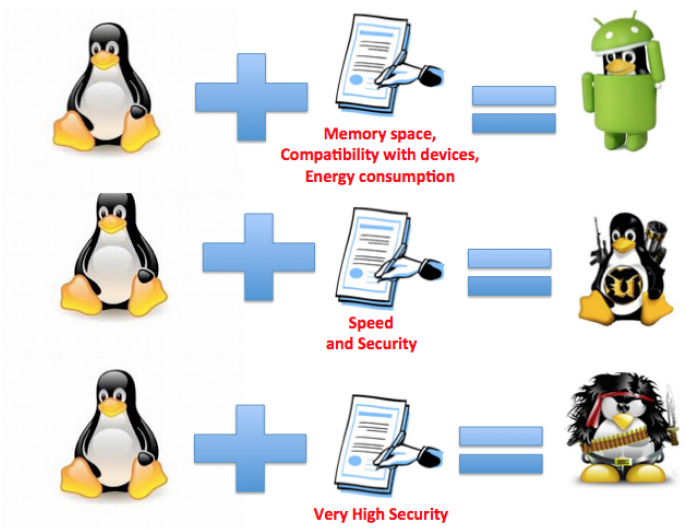 Memory space,
Compatibility with devices,
Energy consumption
Speed
and Security
Very High Security